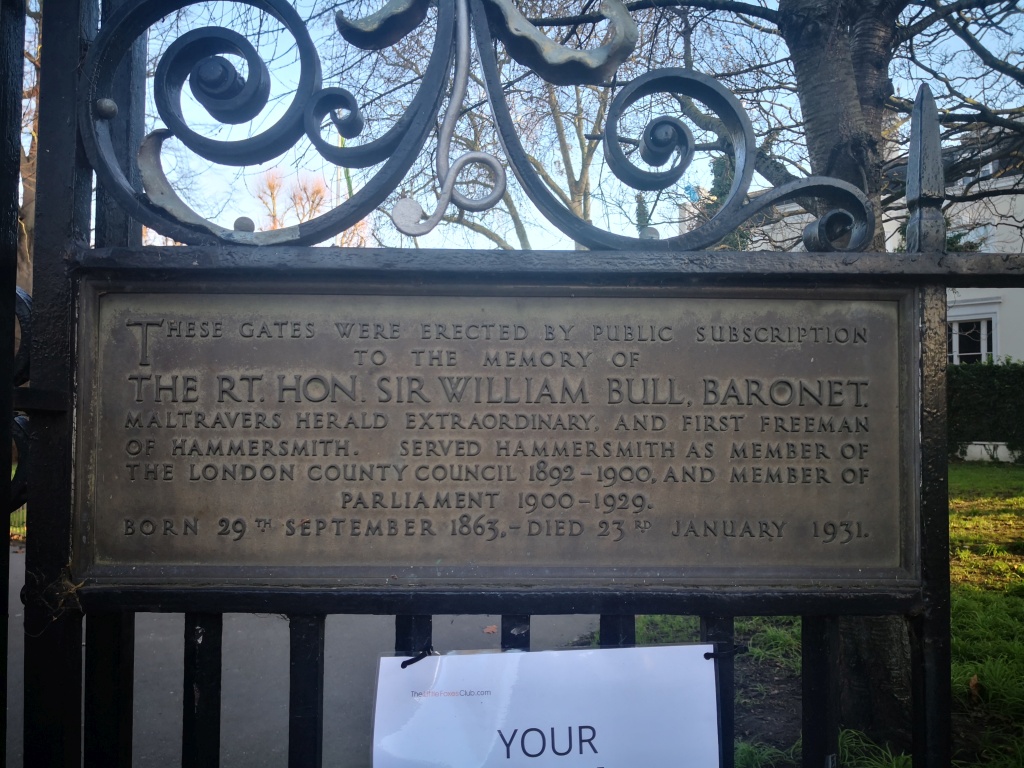 THESE GATES WERE ERECTED BY PUBLIC SUBSCRIPTION
TO THE MEMORY OF
THE RT. HON. SIR WILLIAM BULL, BARONET.
MALTRAVERS HERALD EXTRAORDINARY, AND FIRST FREEMAN
OF HAMMERSMITH. SERVED HAMMERSMITH AS MEMBER OF
THE LONDON COUNTY COUNCIL 1892-1900, AND MEMBER OF
PARLIAMENT 1900-1929.
BORN 29TH SEPTEMBER 1863,-DIED 23RD JANUARY 1931.
TheLittleFoxesClub.com
YOUR